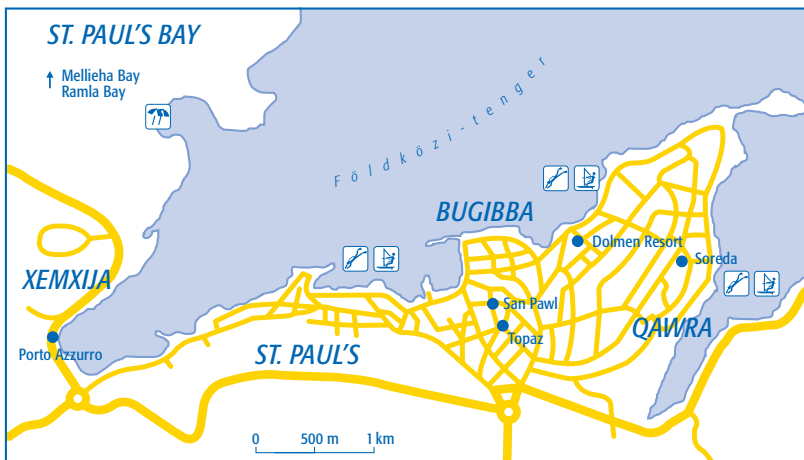 ST. PAUL'S BAY
Mellieha Bay
Ramla Bay
Földközi-tenger
BUGIBBA
Dolmen Resort
Soreda
XEMXIJA
San Pawl
QAWRA
Topaz
Porto Azzurro
ST. PAUL'S
0 500 m 1 km